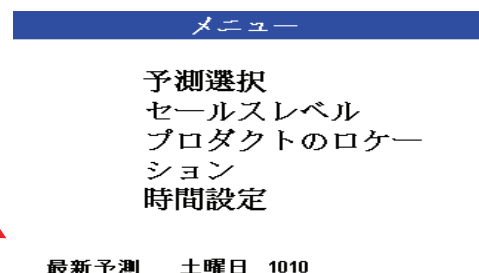 メニュー
予測選択
セールスレベル
プロダクトのロケー
ション
時間設定
最新予測 土曜日 1010